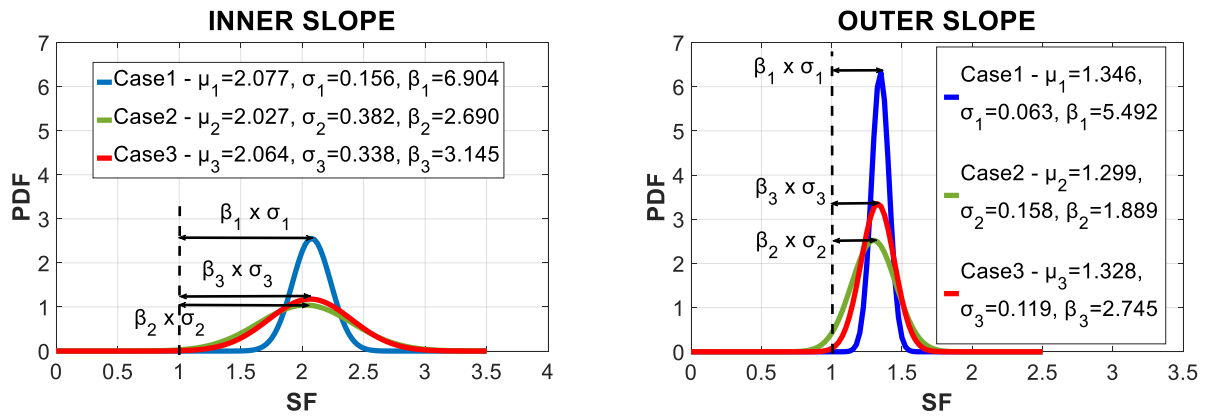 INNER SLOPE
7
6
5
4
3
2
1
0
PDF
Case1 - μ₁=2.077, σ₁=0.156, β₁=6.904
Case2 - μ₂=2.027, σ₂=0.382, β₂=2.690
Case3 - μ₃=2.064, σ₃=0.338, β₃=3.145
β₁ x σ₁
β₃ x σ₃
β₂ x σ₂
0 0.5 1 1.5 2 2.5 3 3.5 4
SF
OUTER SLOPE
7
6
5
4
3
2
1
0
PDF
β₁ x σ₁
β₃ x σ₃
β₂ x σ₂
Case1 - μ₁=1.346,
σ₁=0.063, β₁=5.492
Case2 - μ₂=1.299,
σ₂=0.158, β₂=1.889
Case3 - μ₃=1.328,
σ₃=0.119, β₃=2.745
0 0.5 1 1.5 2 2.5 3 3.5
SF